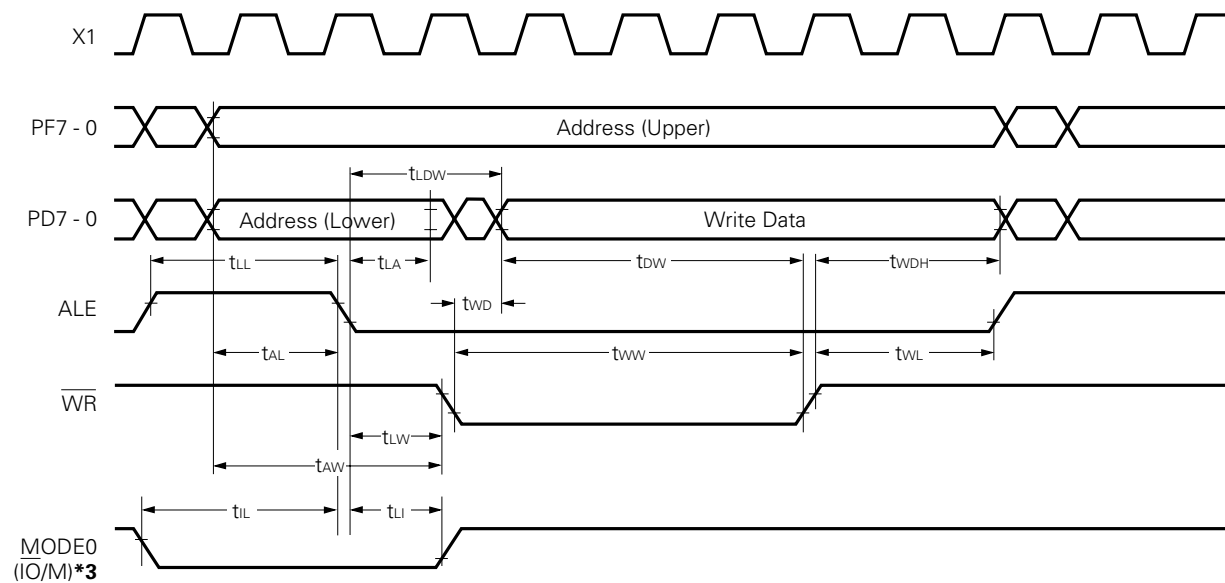 X1
PF7 - 0
Address (Upper)
tLDW
PD7 - 0
Address (Lower)
Write Data
tLL
tLA
tDW
tWDH
ALE
tWD
tAL
tWW
tWL
WR
tLW
tAW
tIL
tLI
MODE0
(IO/M)*3